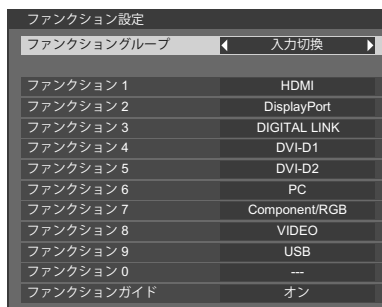 ファンクション設定
ファンクショングループ 入力切換
ファンクション 1 HDMI
ファンクション 2 DisplayPort
ファンクション 3 DIGITAL LINK
ファンクション 4 DVI-D1
ファンクション 5 DVI-D2
ファンクション 6 PC
ファンクション 7 Component/RGB
ファンクション 8 VIDEO
ファンクション 9 USB
ファンクション 0 ---
ファンクションガイド オン